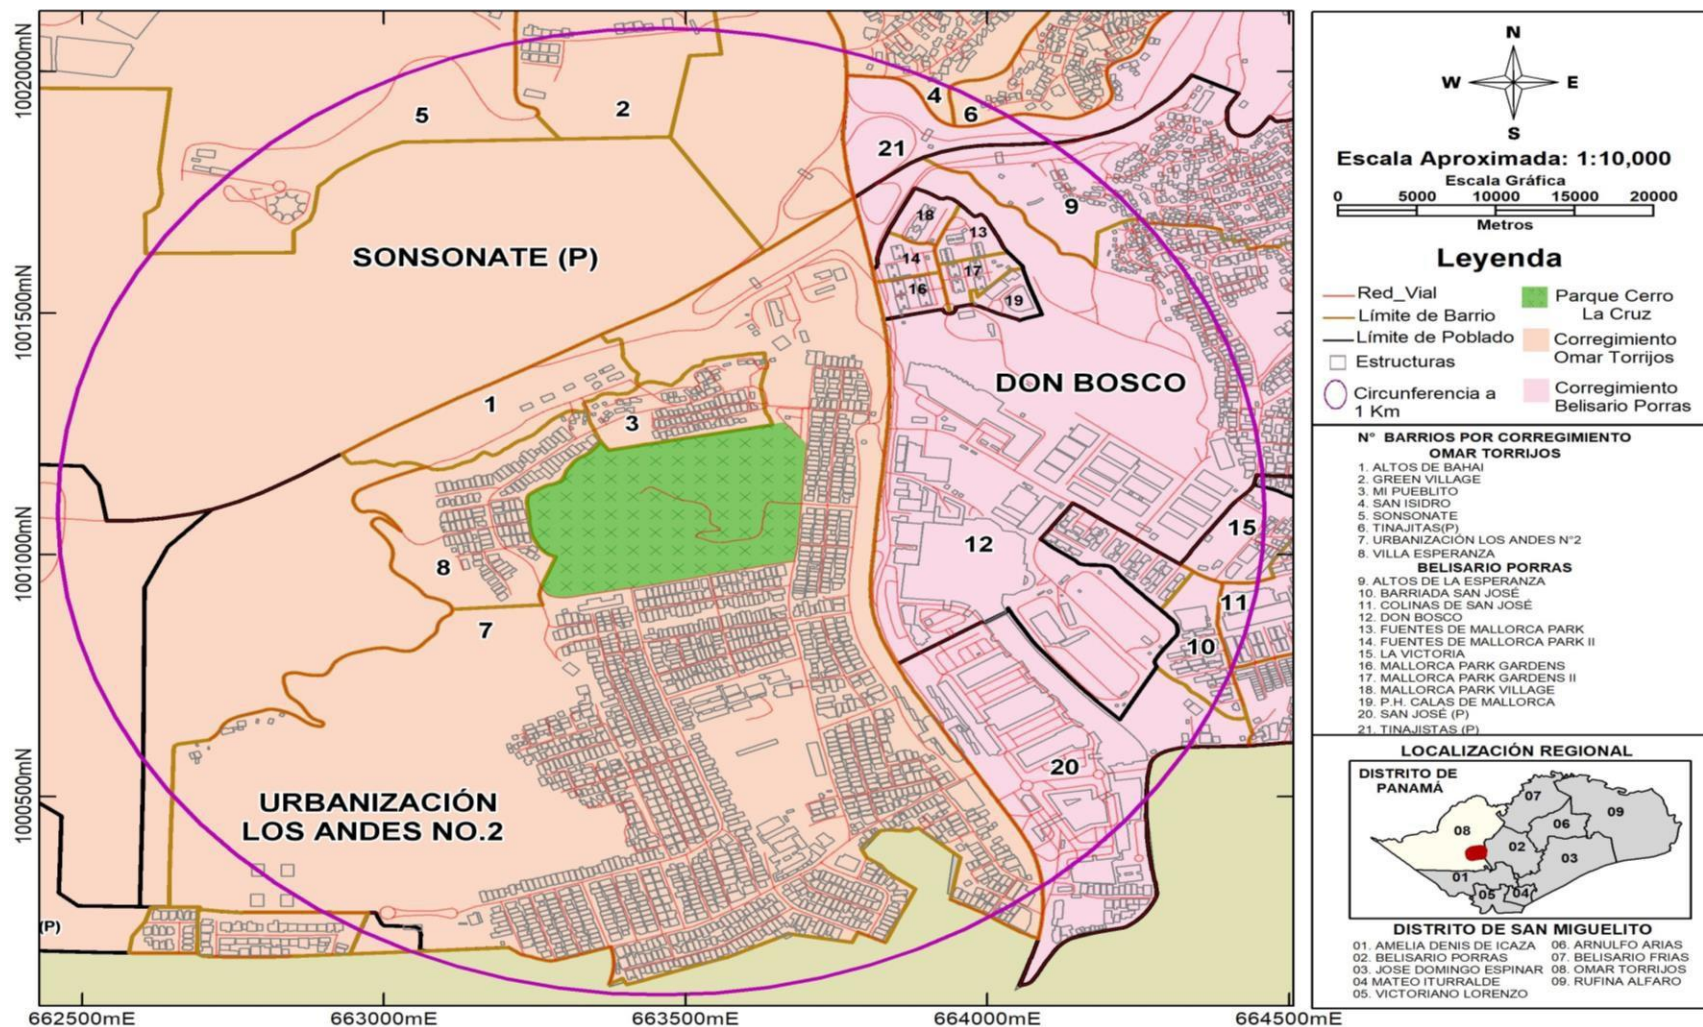 1002000mN
1001500mN
1001000mN
1000500mN
662500mE
663000mE
663500mE
664000mE
664500mE
5
2
4
6
21
9
SONSONATE (P)
18
13
14
17
16
19
1
3
DON BOSCO
12
15
8
7
11
10
20
URBANIZACIÓN
LOS ANDES NO.2
(P)
N
W
E
S
Escala Aproximada: 1:10,000
Escala Gráfica
0 5000 10000 15000 20000
Metros
Leyenda
Red_Vial
Límite de Barrio
Límite de Poblado
Estructuras
Circunferencia a
1 Km
Parque Cerro
La Cruz
Corregimiento
Omar Torrijos
Corregimiento
Belisario Porras
N° BARRIOS POR CORREGIMIENTO
OMAR TORRIJOS
1. ALTOS DE BAHAI
2. GREEN VILLAGE
3. MI PUEBLITO
4. SAN ISIDRO
5. SONSONATE
6. TINAJITAS(P)
7. URBANIZACIÓN LOS ANDES N°2
8. VILLA ESPERANZA
BELISARIO PORRAS
9. ALTOS DE LA ESPERANZA
10. BARRIADA SAN JOSÉ
11. COLINAS DE SAN JOSÉ
12. DON BOSCO
13. FUENTES DE MALLORCA PARK
14. FUENTES DE MALLORCA PARK II
15. LA VICTORIA
16. MALLORCA PARK GARDENS
17. MALLORCA PARK GARDENS II
18. MALLORCA PARK VILLAGE
19. P.H. CALAS DE MALLORCA
20. SAN JOSÉ (P)
21. TINAJISTAS (P)
LOCALIZACIÓN REGIONAL
DISTRITO DE
PANAMÁ
07
09
08
06
02
03
01
05
04
DISTRITO DE SAN MIGUELITO
01. AMELIA DENIS DE ICAZA
02. BELISARIO PORRAS
03. JOSE DOMINGO ESPINAR
04 MATEO ITURRALDE
05. VICTORIANO LORENZO
06. ARNULFO ARIAS
07. BELISARIO FRIAS
08. OMAR TORRIJOS
09. RUFINA ALFARO